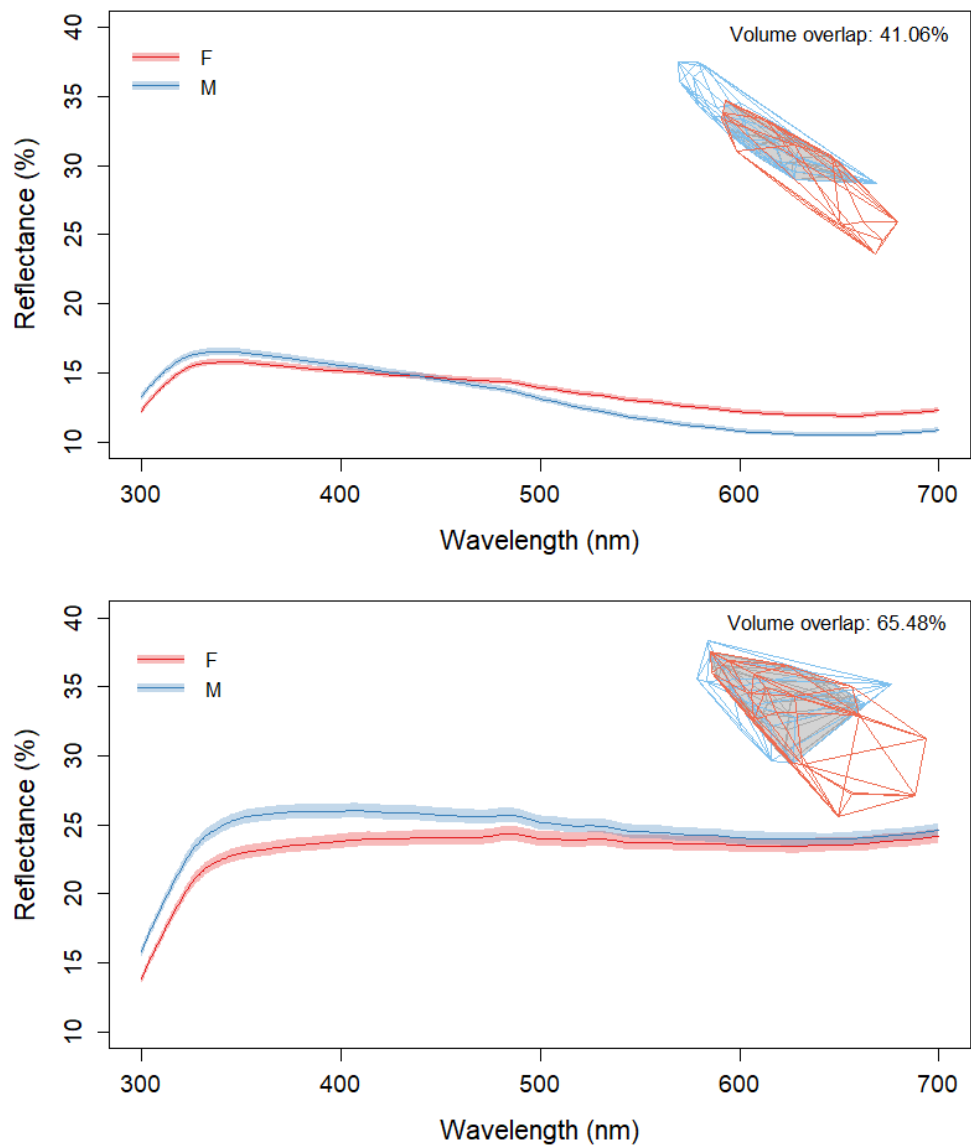 Volume overlap: 41.06%
F
M
Reflectance (%)
40
35
30
25
20
15
10
300 400 500 600 700
Wavelength (nm)
Volume overlap: 65.48%
F
M
Reflectance (%)
40
35
30
25
20
15
10
300 400 500 600 700
Wavelength (nm)